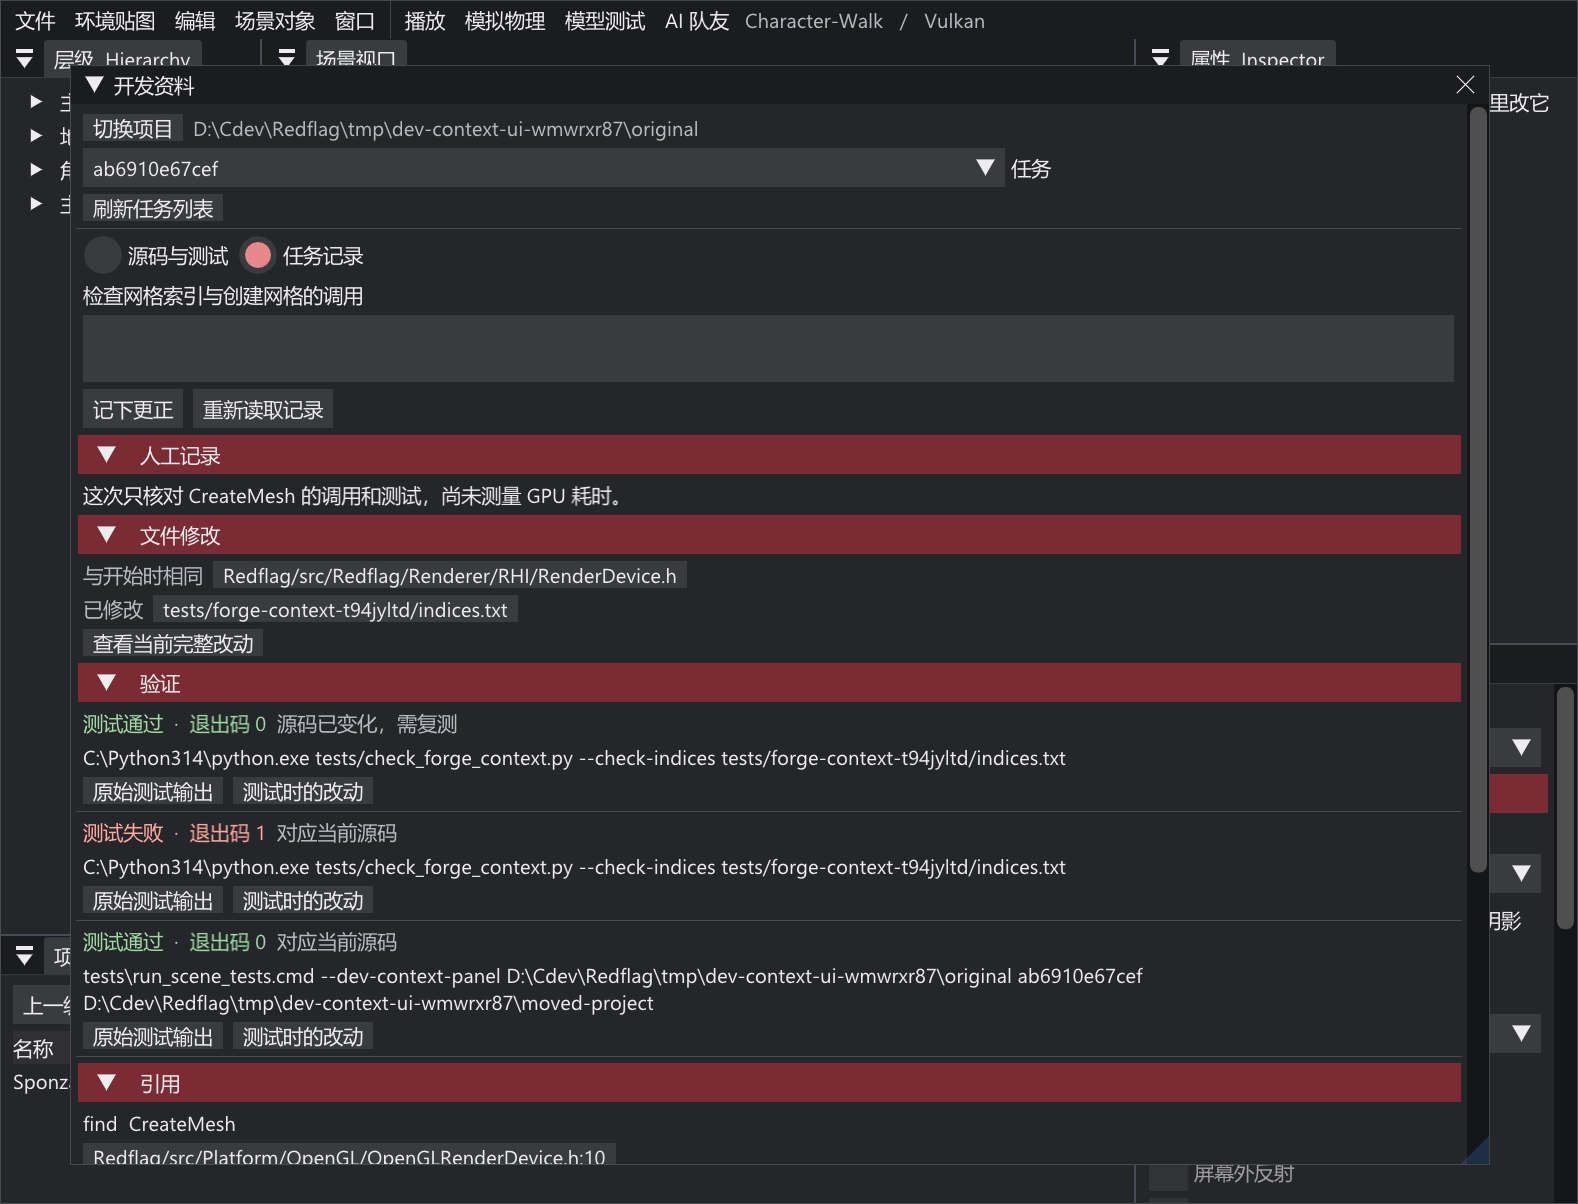 文件 环境贴图 编辑 场景对象 窗口 播放 模拟物理 模型测试 AI 队友 Character-Walk / Vulkan
层级 Hierarchy 场景视口 属性 Inspector
开发资料
里改它
切换项目 D:\Cdev\Redflag\tmp\dev-context-ui-wmwrxr87\original
ab6910e67cef 任务
刷新任务列表
源码与测试 任务记录
检查网格索引与创建网格的调用
记下更正 重新读取记录
人工记录
这次只核对 CreateMesh 的调用和测试，尚未测量 GPU 耗时。
文件修改
与开始时相同 Redflag/src/Redflag/Renderer/RHI/RenderDevice.h
已修改 tests/forge-context-t94jyltd/indices.txt
查看当前完整改动
验证
测试通过 · 退出码 0 源码已变化，需复测
C:\Python314\python.exe tests/check_forge_context.py --check-indices tests/forge-context-t94jyltd/indices.txt
原始测试输出 测试时的改动
测试失败 · 退出码 1 对应当前源码
C:\Python314\python.exe tests/check_forge_context.py --check-indices tests/forge-context-t94jyltd/indices.txt
原始测试输出 测试时的改动
阴影
测试通过 · 退出码 0 对应当前源码
项
tests\run_scene_tests.cmd --dev-context-panel D:\Cdev\Redflag\tmp\dev-context-ui-wmwrxr87\original ab6910e67cef
D:\Cdev\Redflag\tmp\dev-context-ui-wmwrxr87\moved-project
上一级
原始测试输出 测试时的改动
名称
引用
Sponza
find CreateMesh
Redflag/src/Platform/OpenGL/OpenGLRenderDevice.h:10
屏幕外反射